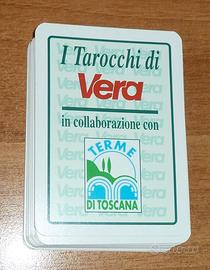 I Tarocchi di
Vera
in collaborazione con
TERME
DI TOSCANA